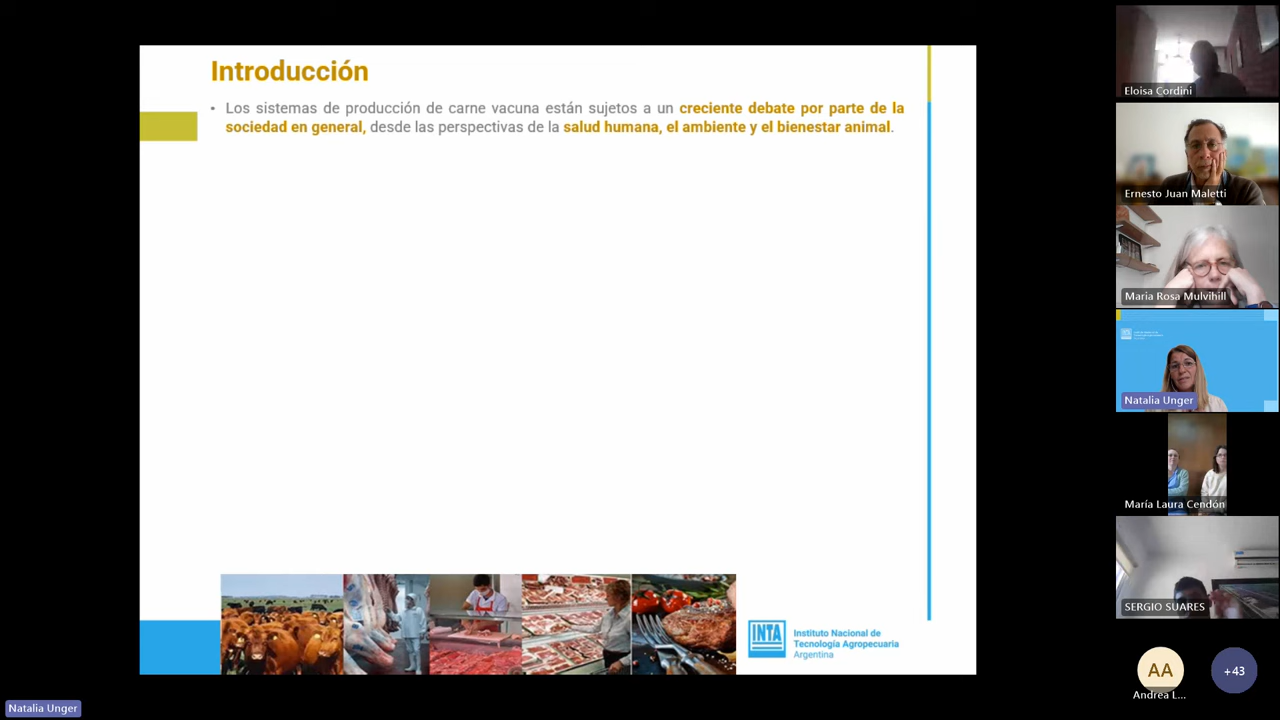 Introducción
• Los sistemas de producción de carne vacuna están sujetos a un creciente debate por parte de la
sociedad en general, desde las perspectivas de la salud humana, el ambiente y el bienestar animal.
INTA
Instituto Nacional de
Tecnología Agropecuaria
Argentina
Eloisa Cordini
Ernesto Juan Maletti
Maria Rosa Mulvihill
Natalia Unger
María Laura Cendón
SERGIO SUARES
AA
Andrea L...
+43
Natalia Unger